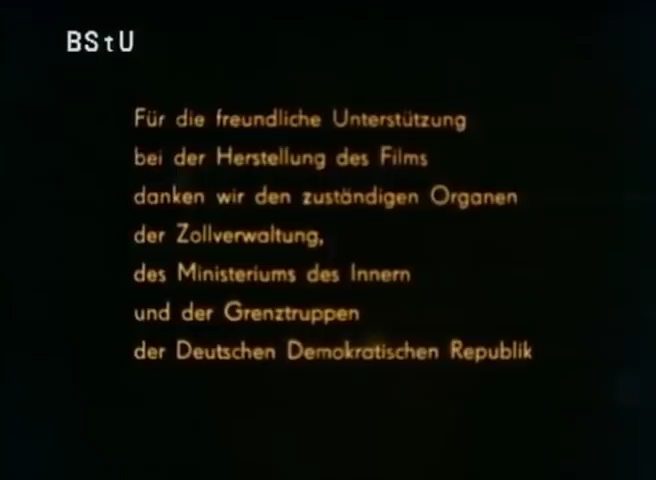 BStU
Für die freundliche Unterstützung
bei der Herstellung des Films
danken wir den zuständigen Organen
der Zollverwaltung,
des Ministeriums des Innern
und der Grenztruppen
der Deutschen Demokratischen Republik